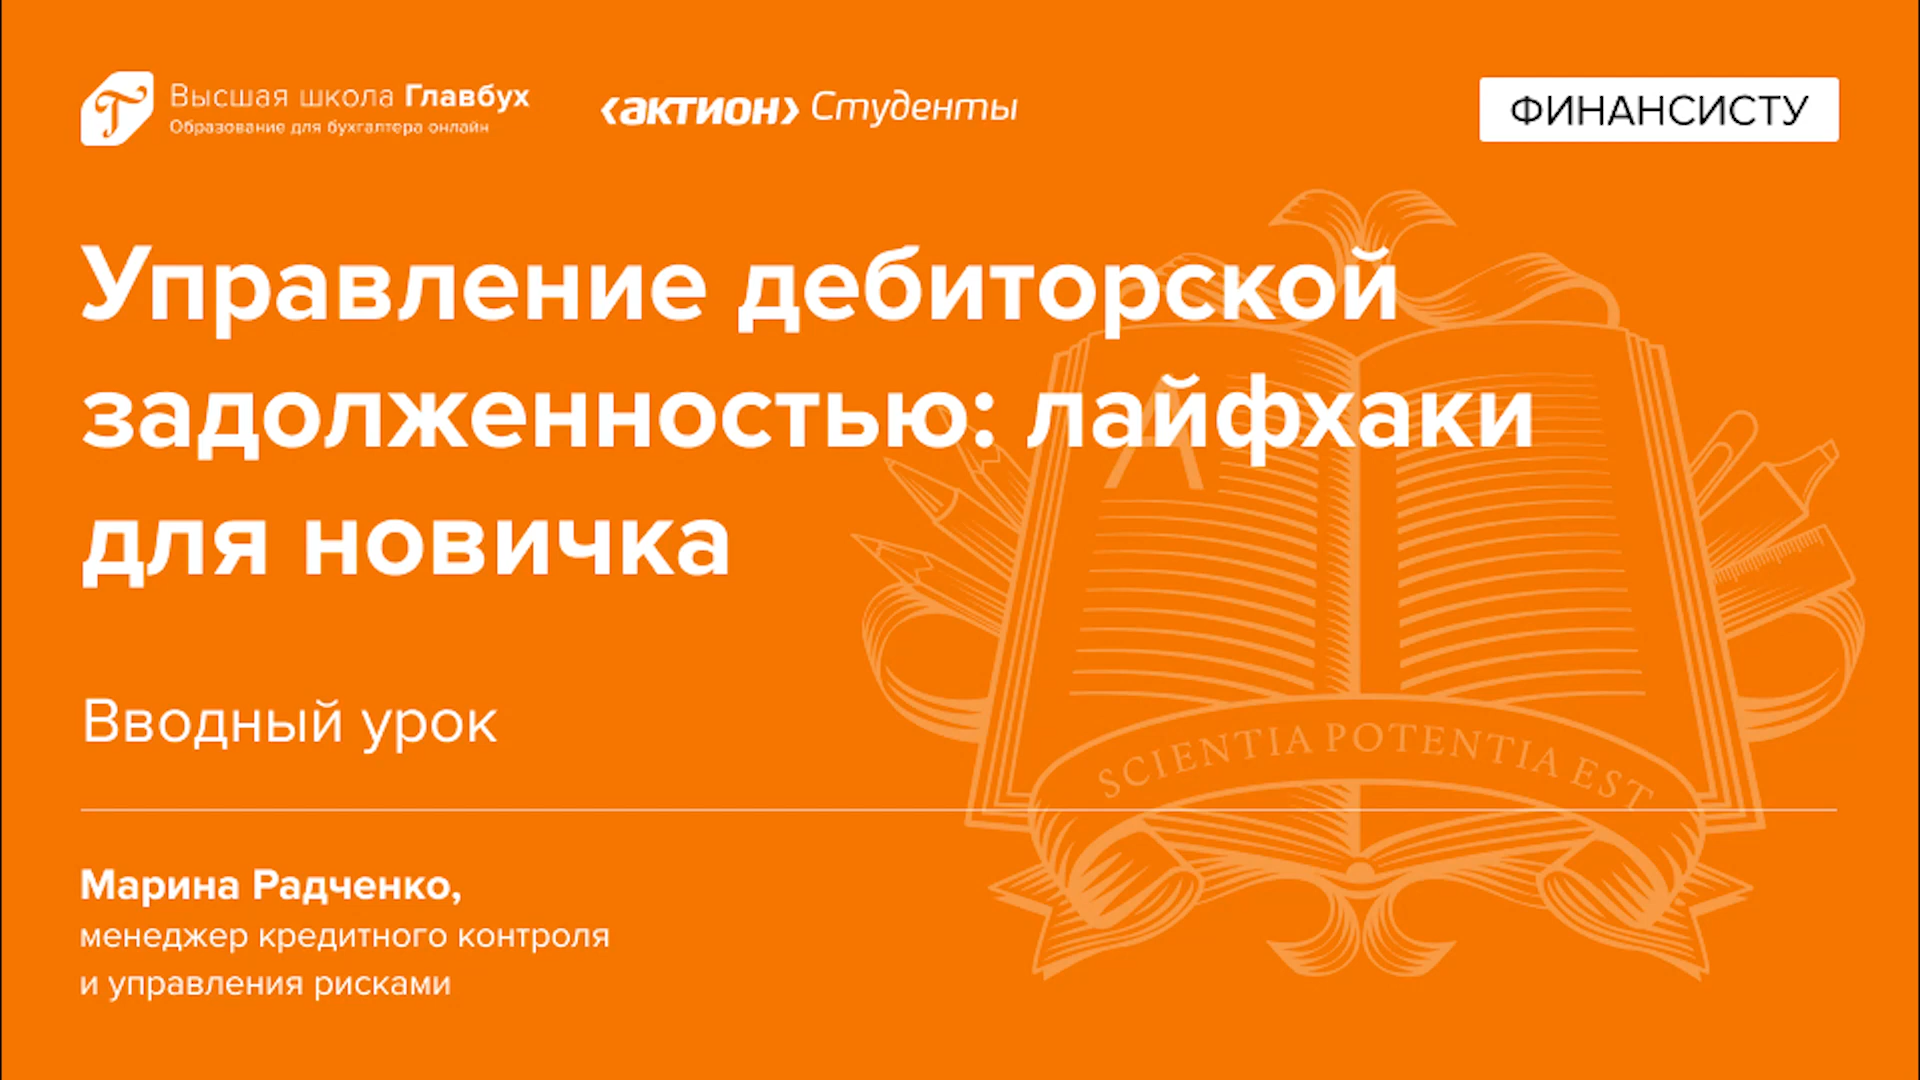 Высшая школа Главбух
Образование для бухгалтера онлайн
‹актион› Студенты
ФИНАНСИСТУ
Управление дебиторской
задолженностью: лайфхаки
для новичка
Вводный урок
A
SCIENTIA POTENTIA EST
Марина Радченко,
менеджер кредитного контроля
и управления рисками